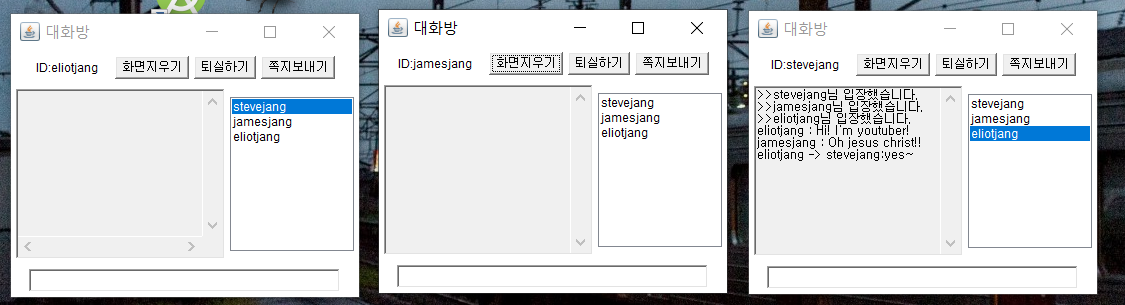 대화방
ID:eliotjang 화면지우기 퇴실하기 쪽지보내기
stevejang
jamesjang
eliotjang
대화방
ID:jamesjang 화면지우기 퇴실하기 쪽지보내기
stevejang
jamesjang
eliotjang
대화방
ID:stevejang 화면지우기 퇴실하기 쪽지보내기
>>stevejang님 입장했습니다.
>>jamesjang님 입장했습니다.
>>eliotjang님 입장했습니다.
eliotjang : Hi! I'm youtuber!
jamesjang : Oh jesus christ!!
eliotjang -> stevejang:yes~
stevejang
jamesjang
eliotjang